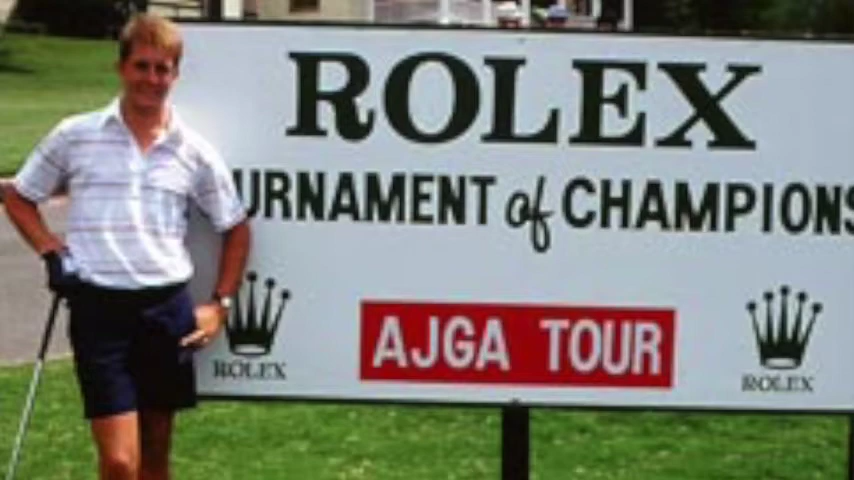 ROLEX
URNAMENT of CHAMPIONS
AJGA TOUR
ROLEX
ROLEX